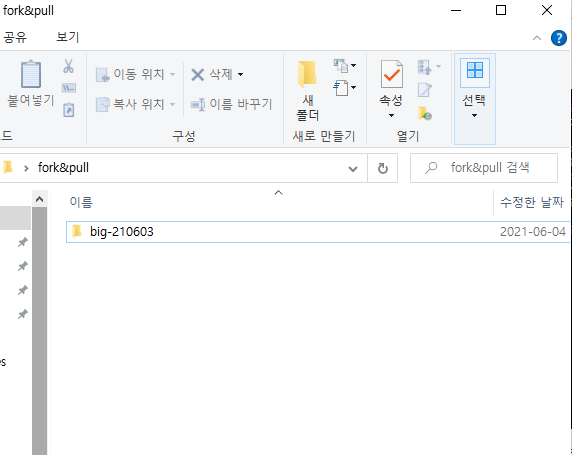 fork&pull
공유 보기
붙여넣기
이동 위치
복사 위치
삭제
이름 바꾸기
새
폴더
속성
선택
드 구성 새로 만들기 열기
fork&pull
fork&pull 검색
이름 수정한 날짜
big-210603 2021-06-04
es